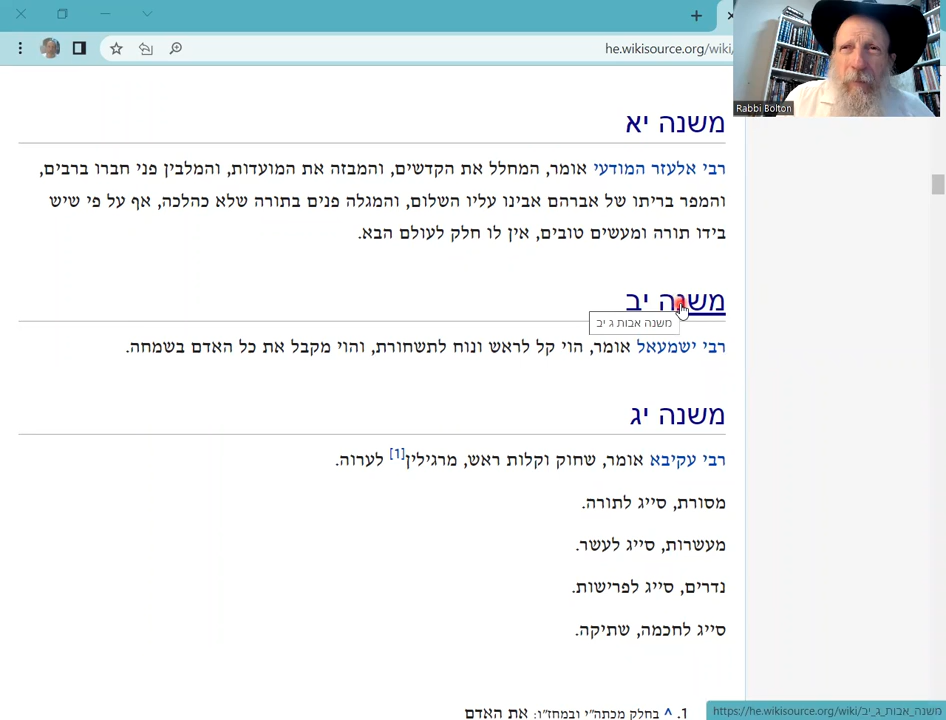 he.wikisource.org/wiki/
Rabbi Bolton
משנה יא
רבי אלעזר המודעי אומר, המחלל את הקדשים, והמבזה את המועדות, והמלבין פני חברו ברבים,
והמפר בריתו של אברהם אבינו עליו השלום, והמגלה פנים בתורה שלא כהלכה, אף על פי שיש
בידו תורה ומעשים טובים, אין לו חלק לעולם הבא.
משנה יב
משנה אבות ג יב
רבי ישמעאל אומר, הוי קל לראש ונוח לתשחורת, והוי מקבל את כל האדם בשמחה.
משנה יג
רבי עקיבא אומר, שחוק וקלות ראש, מרגילין[1] לערוה.
מסורת, סייג לתורה.
מעשרות, סייג לעשר.
נדרים, סייג לפרישות.
סייג לחכמה, שתיקה.
1. ^ בחלק מכתה"י ובמחז"ו: את האדם
https://he.wikisource.org/wiki/משנה_אבות_ג_יב